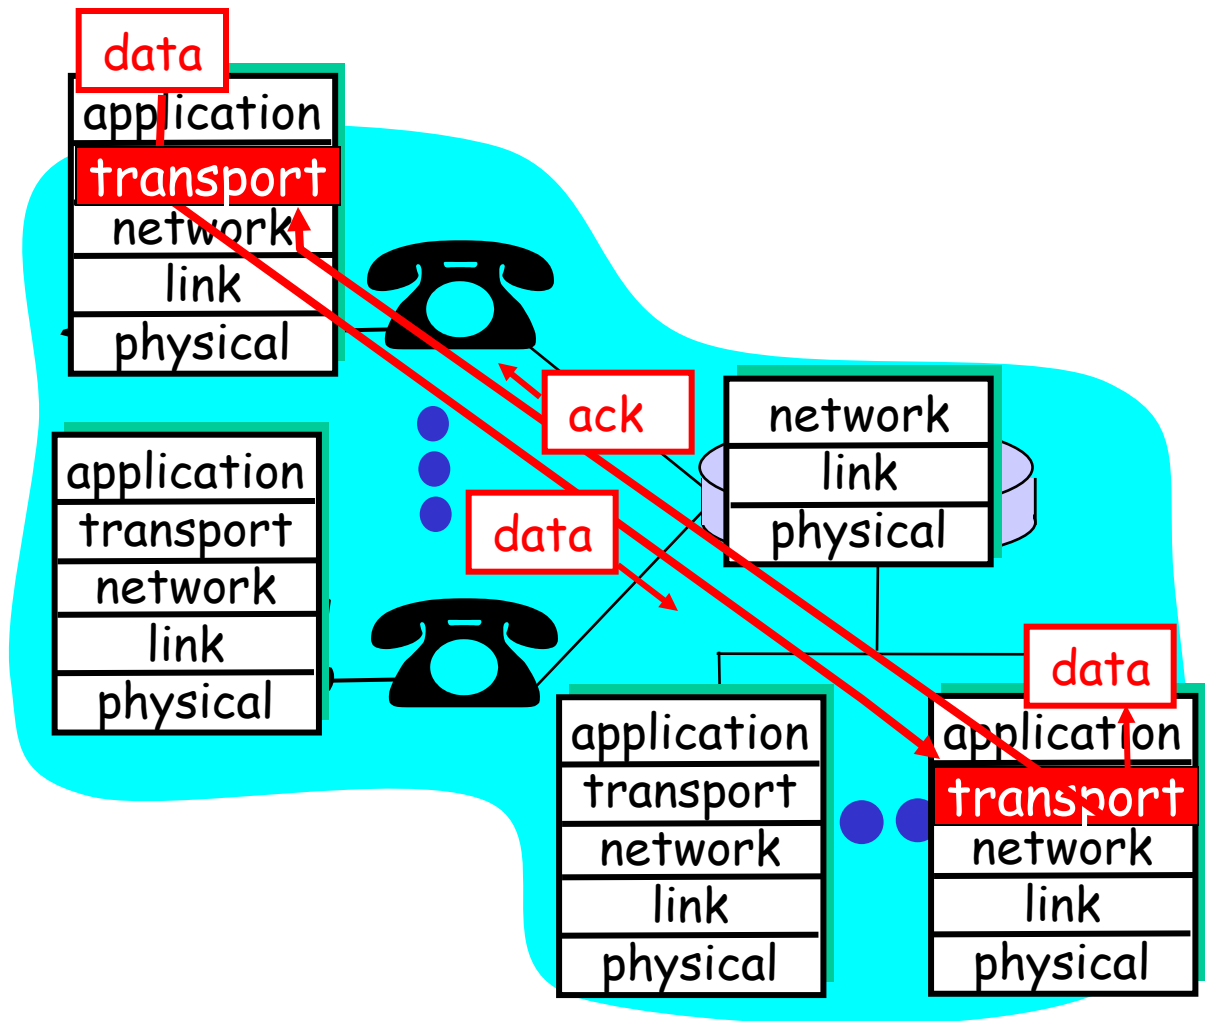 data
application
transport
network
link
physical
ack
data
application
transport
network
link
physical
network
link
physical
application
transport
network
link
physical
data
application
transport
network
link
physical